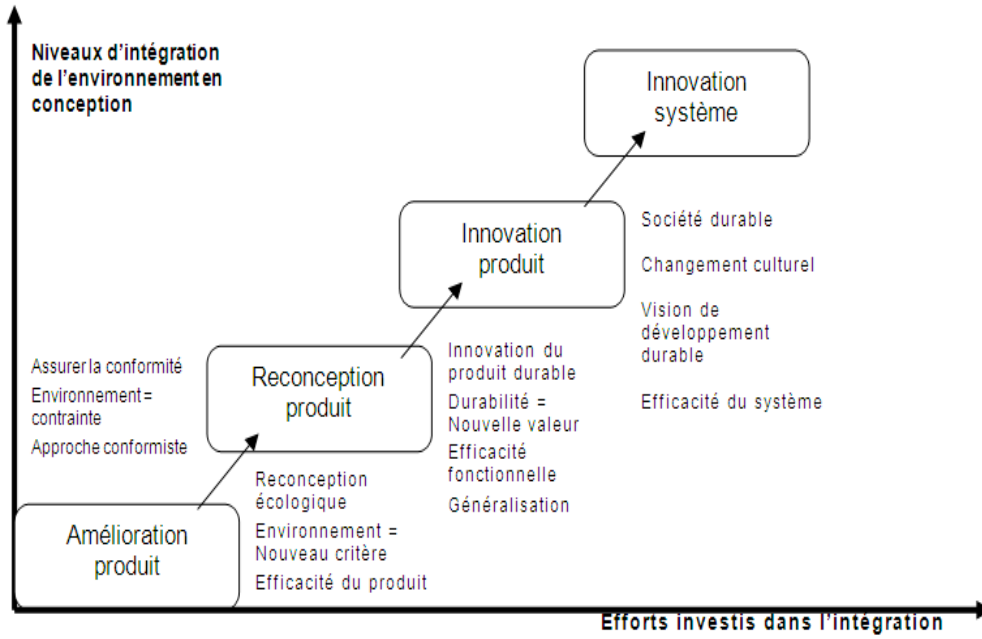 Niveaux d'intégration
de l'environnement en
conception
Innovation
système
Innovation
produit
Société durable
Changement culturel
Vision de
développement
durable
Efficacité du système
Reconception
produit
Innovation du
produit durable
Durabilité =
Nouvelle valeur
Efficacité
fonctionnelle
Généralisation
Assurer la conformité
Environnement =
contrainte
Approche conformiste
Amélioration
produit
Reconception
écologique
Environnement =
Nouveau critère
Efficacité du produit
Efforts investis dans l'intégration